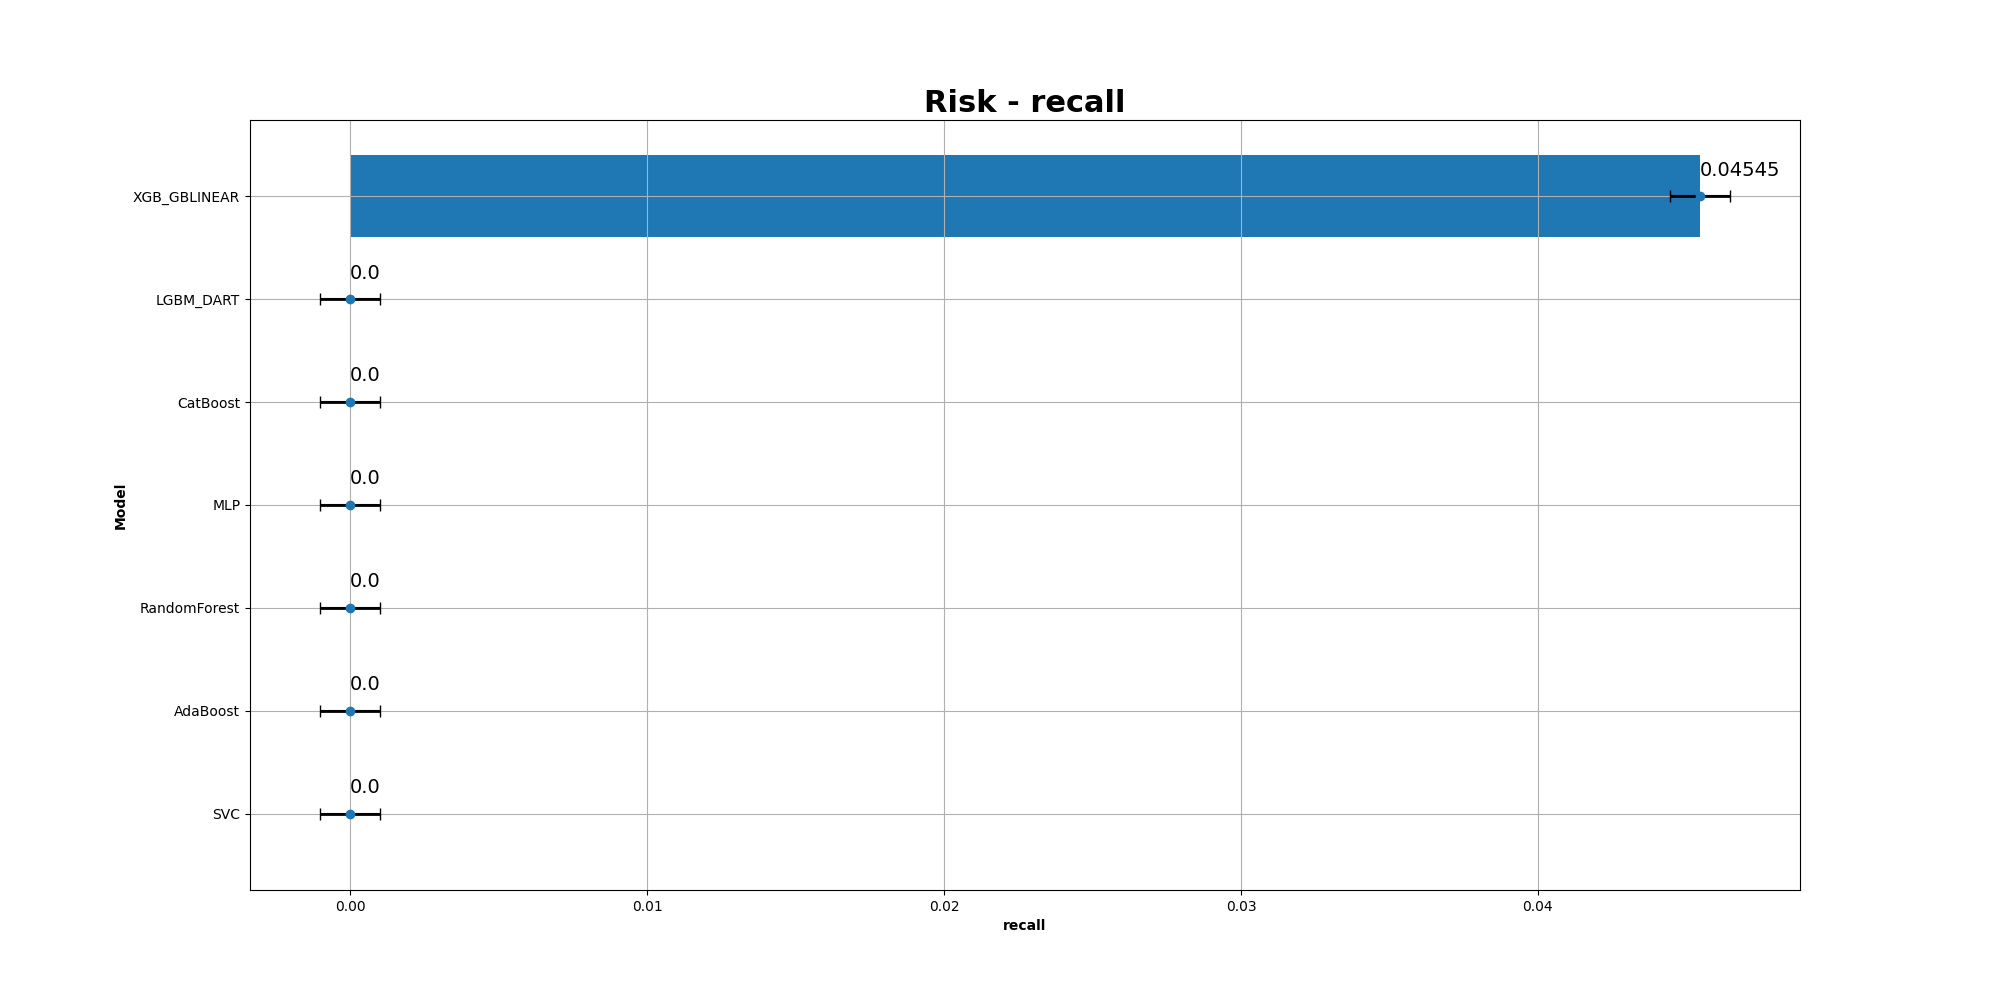 Risk - recall
XGB_GBLINEAR
0.04545
LGBM_DART
0.0
CatBoost
0.0
MLP
0.0
RandomForest
0.0
AdaBoost
0.0
SVC
0.0
Model
0.00 0.01 0.02 0.03 0.04
recall